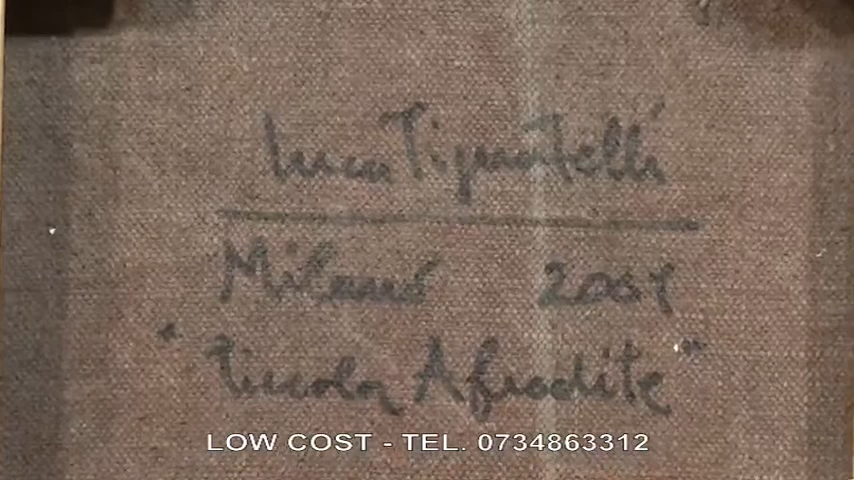 Luca Pignatelli
Milano 2007
"Piccola Afrodite"
LOW COST - TEL. 0734863312